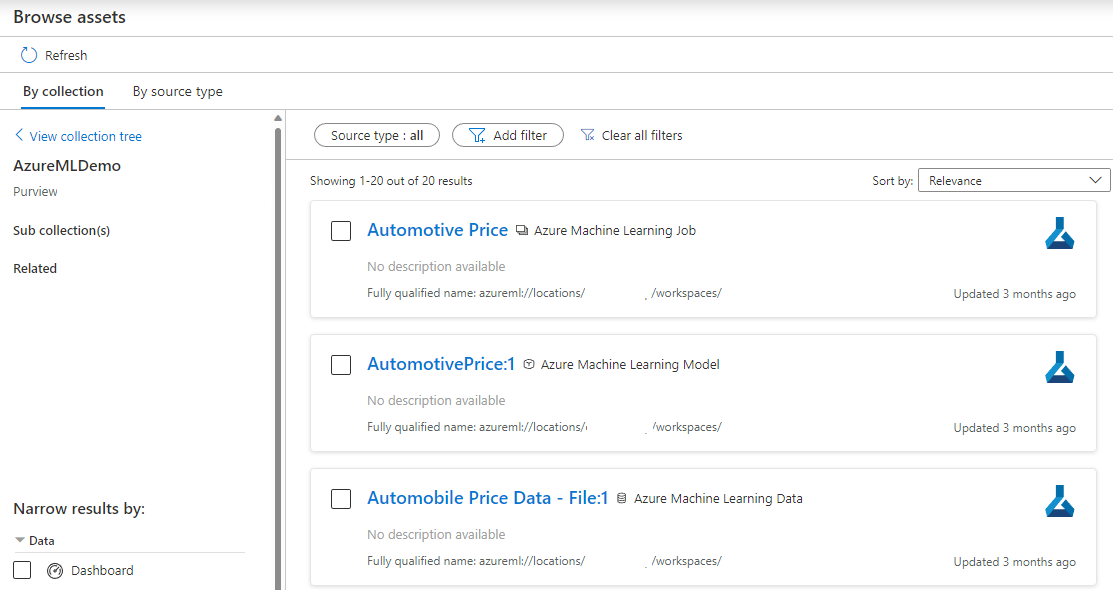 Browse assets
Refresh
By collection By source type
View collection tree
AzureMLDemo
Purview
Sub collection(s)
Related
Narrow results by:
Data
Dashboard
Source type : all Add filter Clear all filters
Showing 1-20 out of 20 results Sort by: Relevance
Automotive Price Azure Machine Learning Job
No description available
Fully qualified name: azureml://locations/ /workspaces/ Updated 3 months ago
AutomotivePrice:1 Azure Machine Learning Model
No description available
Fully qualified name: azureml://locations/ /workspaces/ Updated 3 months ago
Automobile Price Data - File:1 Azure Machine Learning Data
No description available
Fully qualified name: azureml://locations/ /workspaces/ Updated 3 months ago